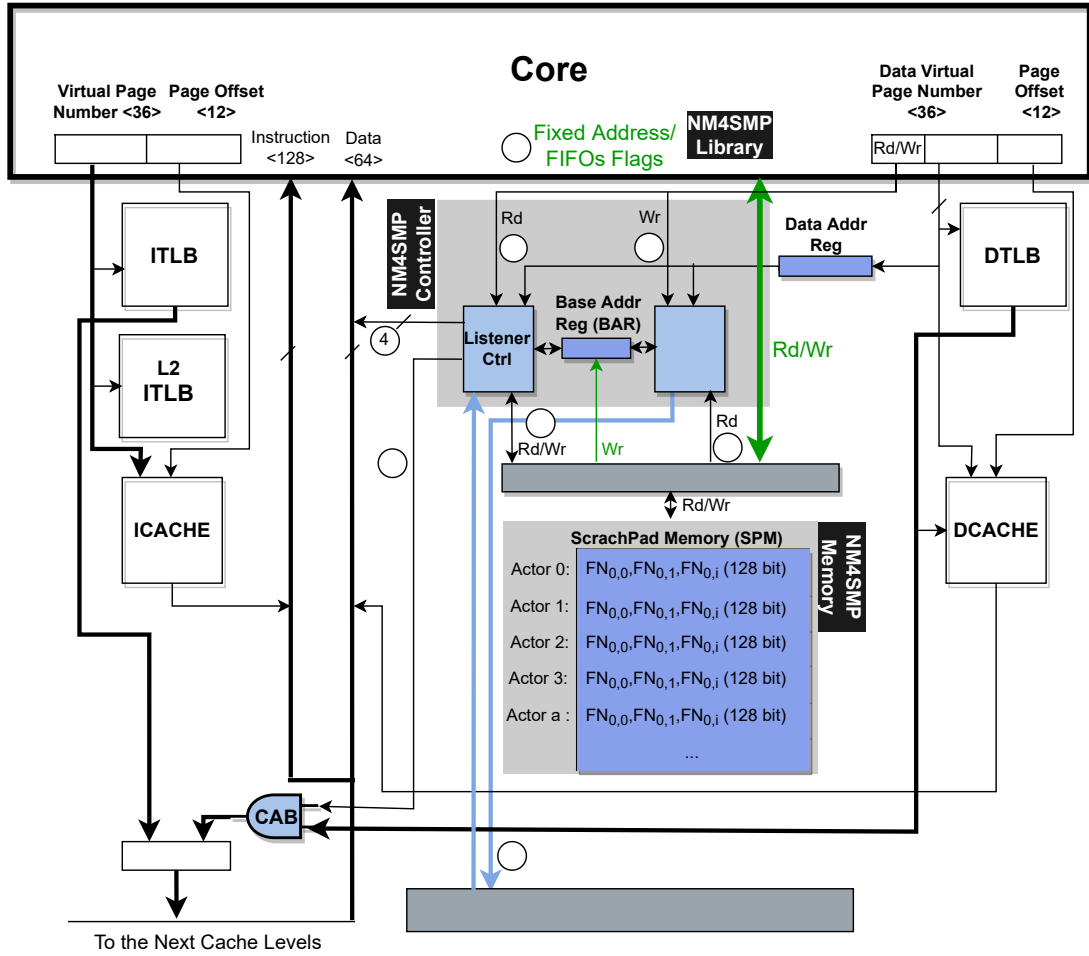 Core
Virtual Page
Number <36>
Page Offset
<12>
Instruction
<128>
Data
<64>
Fixed Address/
FIFOs Flags
NM4SMP
Library
Data Virtual
Page Number
<36>
Page
Offset
<12>
Rd/Wr
ITLB
L2
ITLB
ICACHE
NM4SMP
Controller
Rd
Wr
Data Addr
Reg
DTLB
4
Listener
Ctrl
Base Addr
Reg (BAR)
Rd/Wr
Rd/Wr
Wr
Rd
Rd/Wr
DCACHE
ScrachPad Memory (SPM)
NM4SMP
Memory
Actor 0: FN0,0,FN0,1,FN0,i (128 bit)
Actor 1: FN0,0,FN0,1,FN0,i (128 bit)
Actor 2: FN0,0,FN0,1,FN0,i (128 bit)
Actor 3: FN0,0,FN0,1,FN0,i (128 bit)
Actor a : FN0,0,FN0,1,FN0,i (128 bit)
...
CAB
To the Next Cache Levels